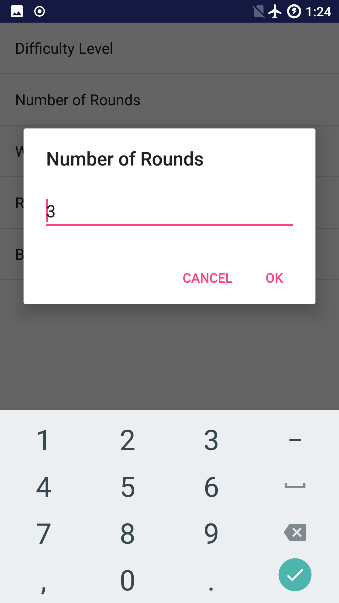 1:24
Difficulty Level
Number of Rounds
W
R
B
Number of Rounds
3
CANCEL OK
1 2 3 -
4 5 6
7 8 9
, 0 .